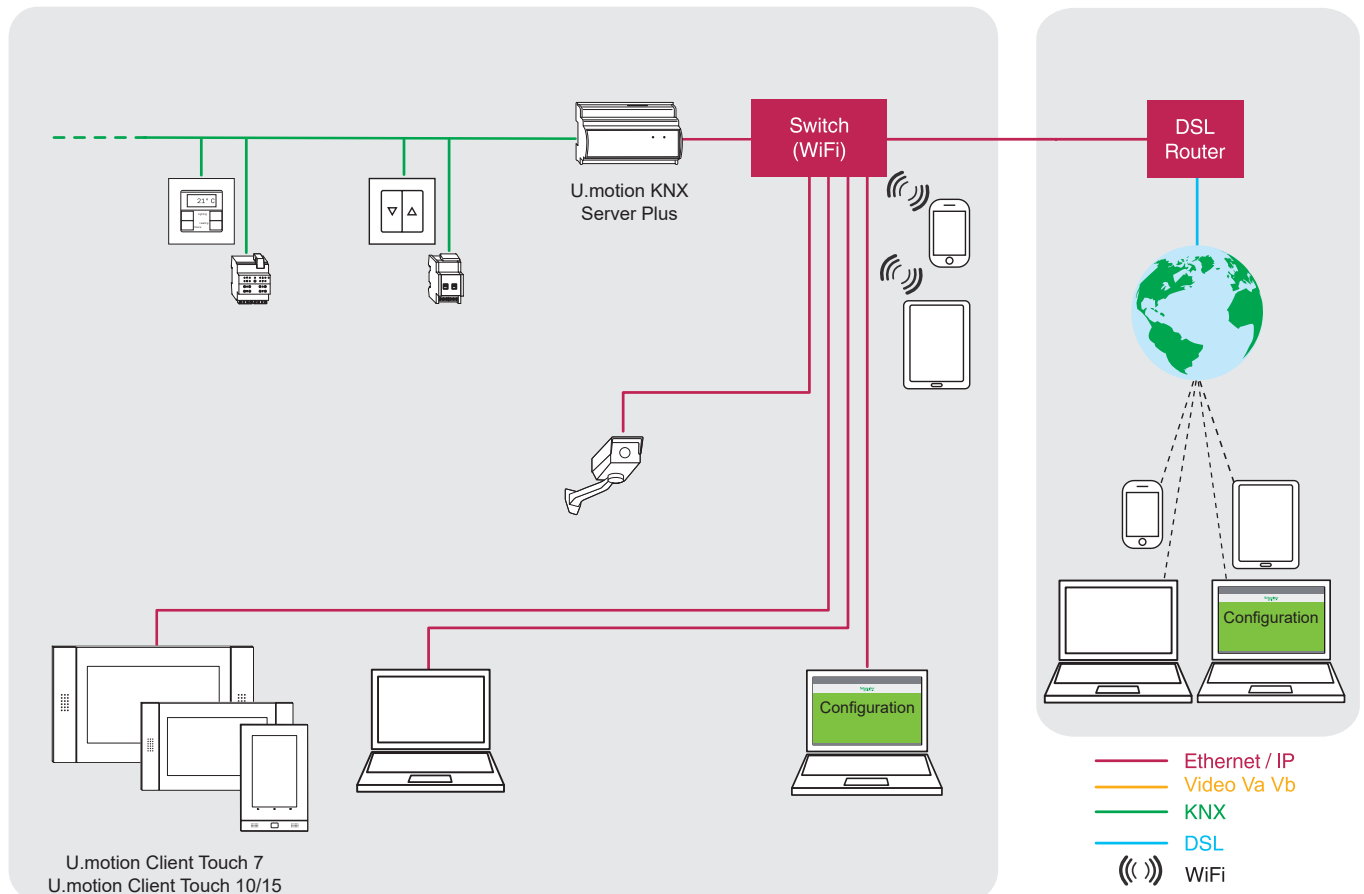 Switch
(WiFi)
DSL
Router
U.motion KNX
Server Plus
21° C
Configuration
Configuration
U.motion Client Touch 7
U.motion Client Touch 10/15
Ethernet / IP
Video Va Vb
KNX
DSL
WiFi